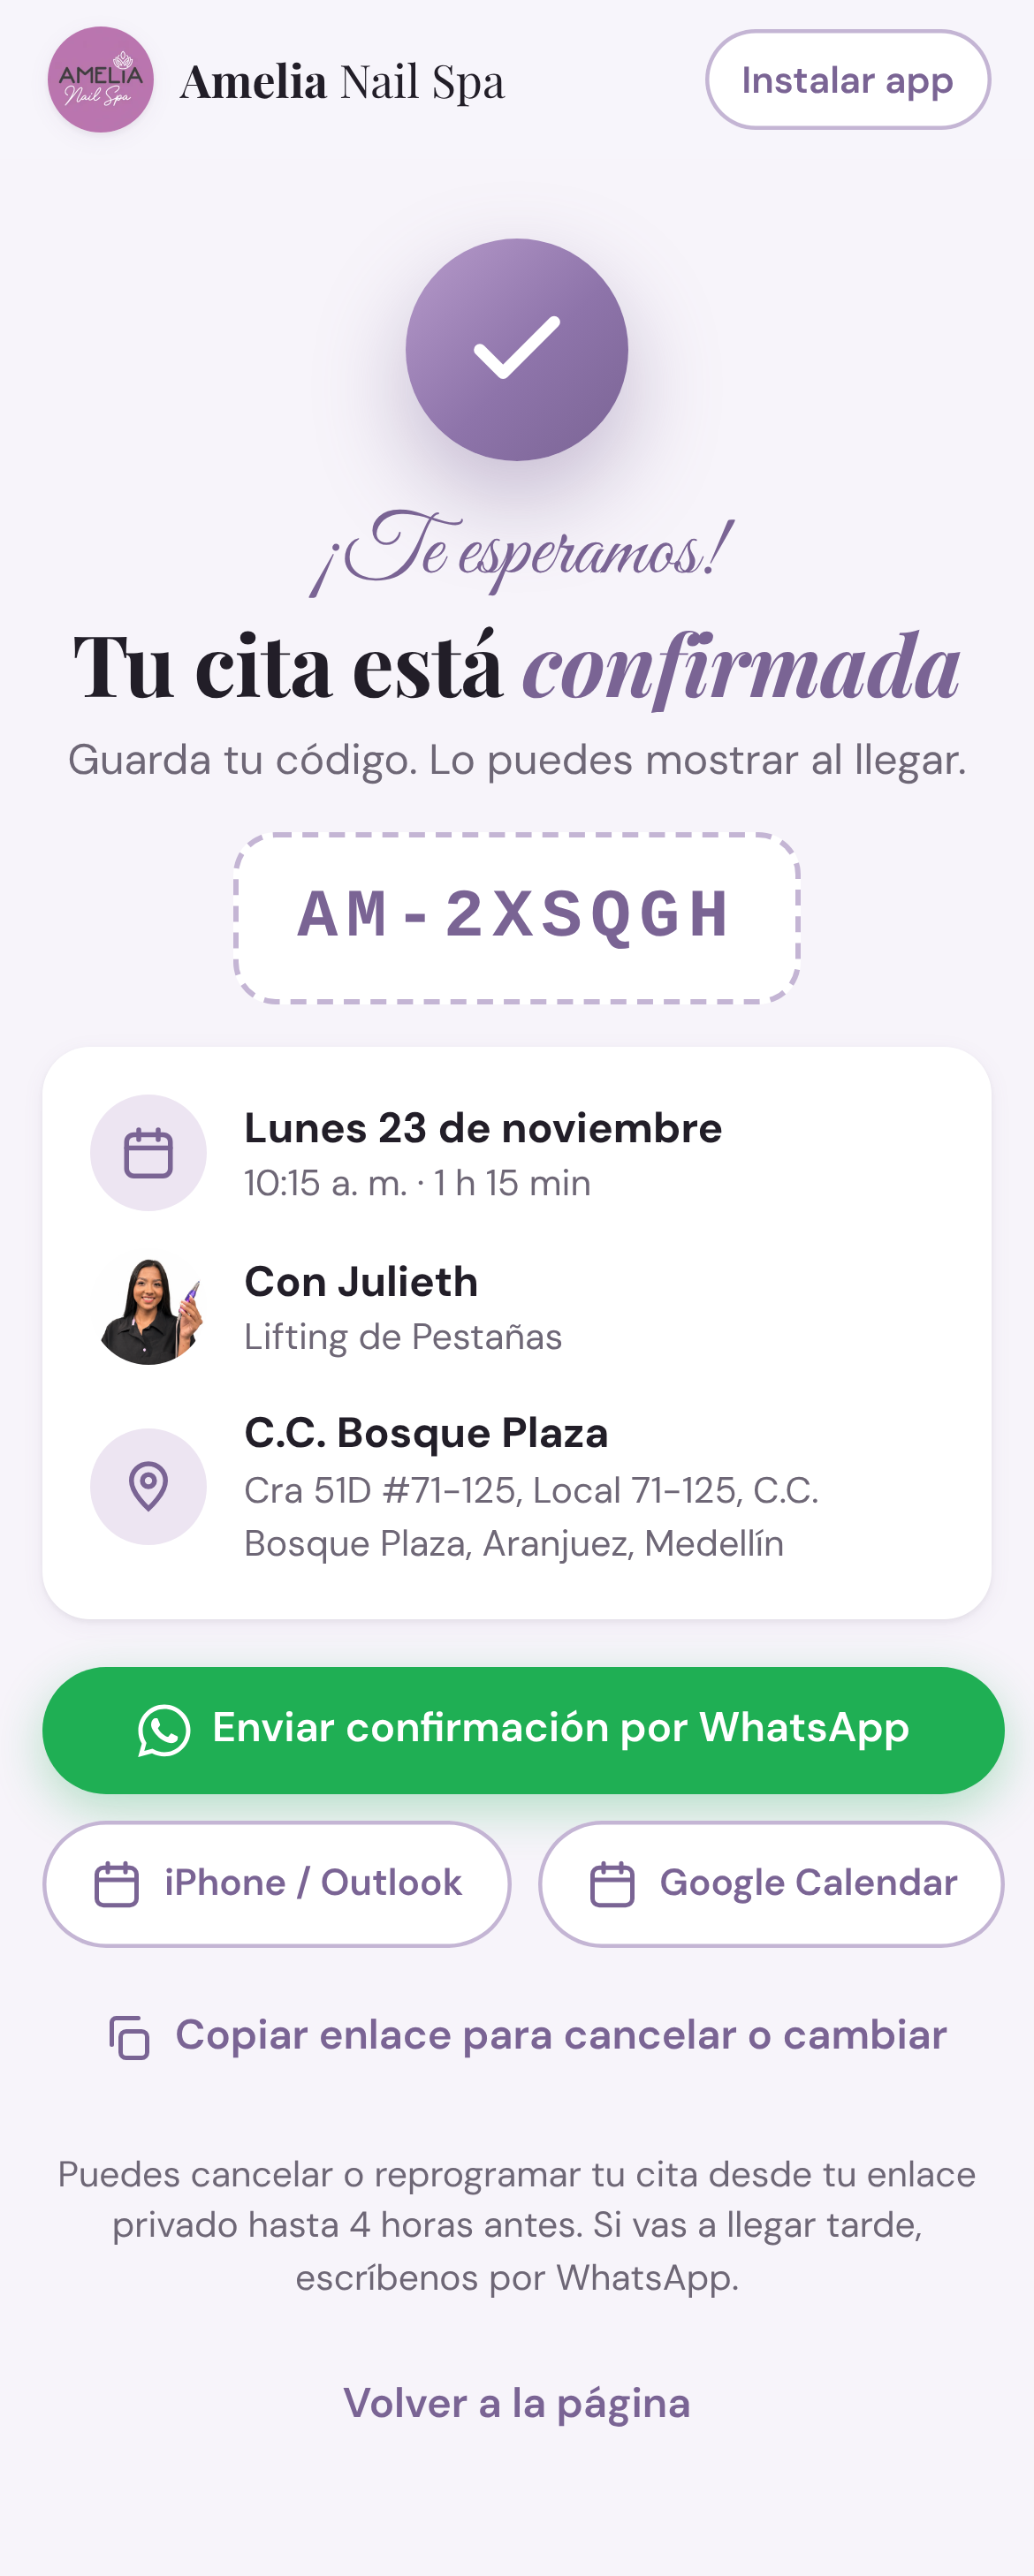 AMELIA
Nail Spa
Amelia Nail Spa
Instalar app
¡Te esperamos!
Tu cita está confirmada
Guarda tu código. Lo puedes mostrar al llegar.
AM-2XSQGH
Lunes 23 de noviembre
10:15 a. m. · 1 h 15 min
Con Julieth
Lifting de Pestañas
C.C. Bosque Plaza
Cra 51D #71-125, Local 71-125, C.C.
Bosque Plaza, Aranjuez, Medellín
Enviar confirmación por WhatsApp
iPhone / Outlook
Google Calendar
Copiar enlace para cancelar o cambiar
Puedes cancelar o reprogramar tu cita desde tu enlace
privado hasta 4 horas antes. Si vas a llegar tarde,
escríbenos por WhatsApp.
Volver a la página